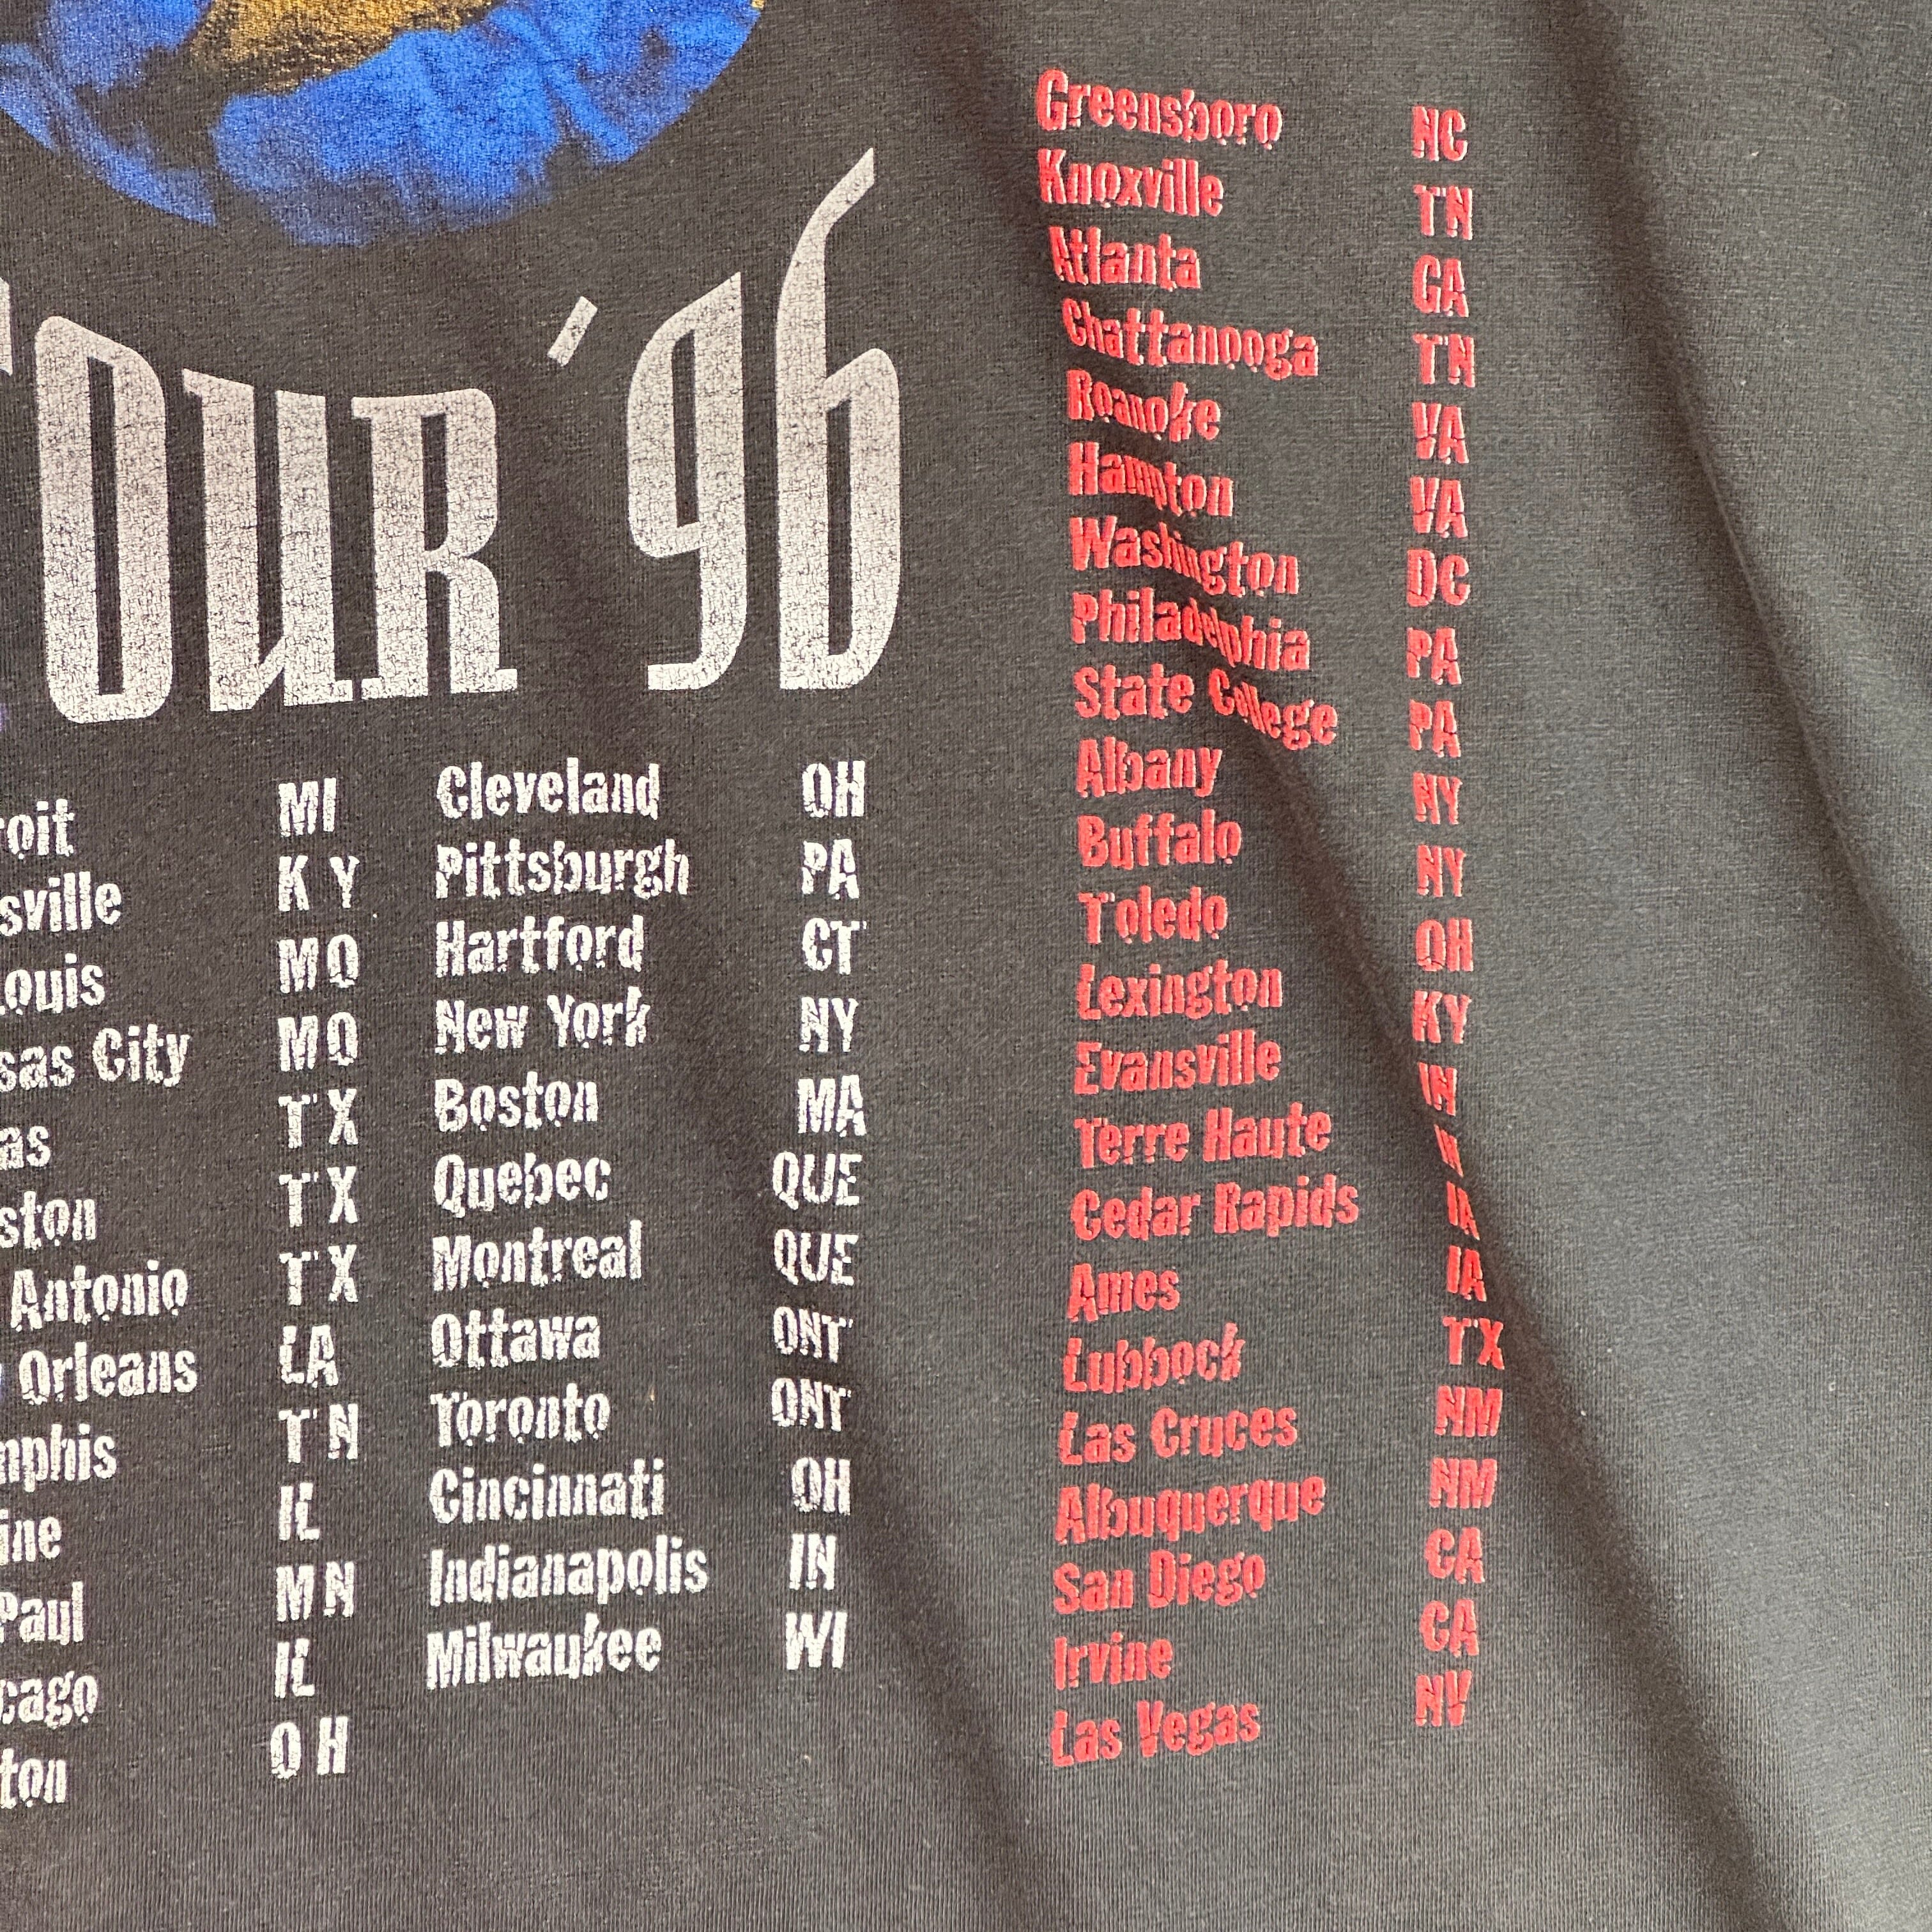 TOUR '96
roit MI
sville KY
Louis MO
sas City MO
as TX
ston TX
Antonio TX
Orleans LA
mphis TN
ine IL
Paul MN
cago IL
ton OH
Cleveland OH
Pittsburgh PA
Hartford CT
New York NY
Boston MA
Quebec QUE
Montreal QUE
Ottawa ONT
Toronto ONT
Cincinnati OH
Indianapolis IN
Milwaukee WI
Greensboro NC
Knoxville TN
Atlanta GA
Chattanooga TN
Roanoke VA
Hampton VA
Washington DC
Philadelphia PA
State College PA
Albany NY
Buffalo NY
Toledo OH
Lexington KY
Evansville IN
Terre Haute IN
Cedar Rapids IA
Ames IA
Lubbock TX
Las Cruces NM
Albuquerque NM
San Diego CA
Irvine CA
Las Vegas NV